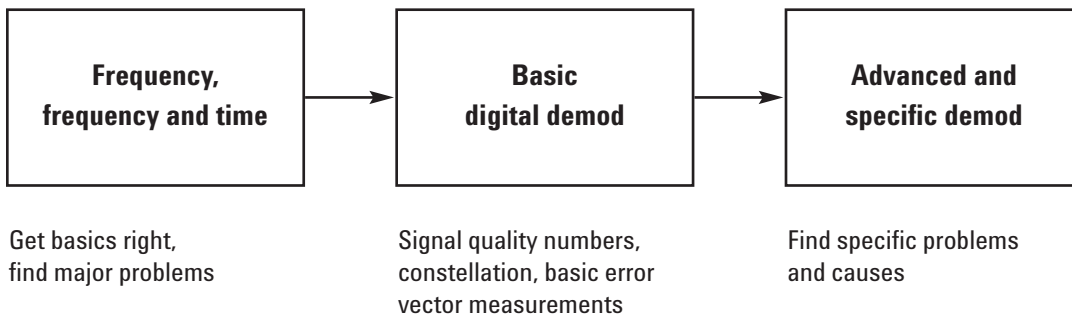 Frequency,
frequency and time
Basic
digital demod
Advanced and
specific demod
Get basics right,
find major problems
Signal quality numbers,
constellation, basic error
vector measurements
Find specific problems
and causes